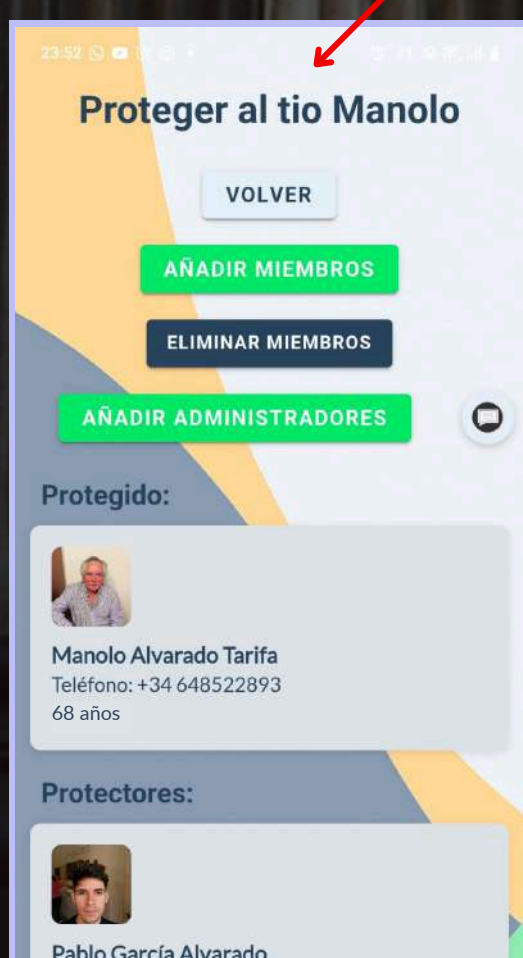 23:52
Proteger al tio Manolo
VOLVER
AÑADIR MIEMBROS
ELIMINAR MIEMBROS
AÑADIR ADMINISTRADORES
Protegido:
Manolo Alvarado Tarifa
Teléfono: +34 648522893
68 años
Protectores:
Pablo García Alvarado